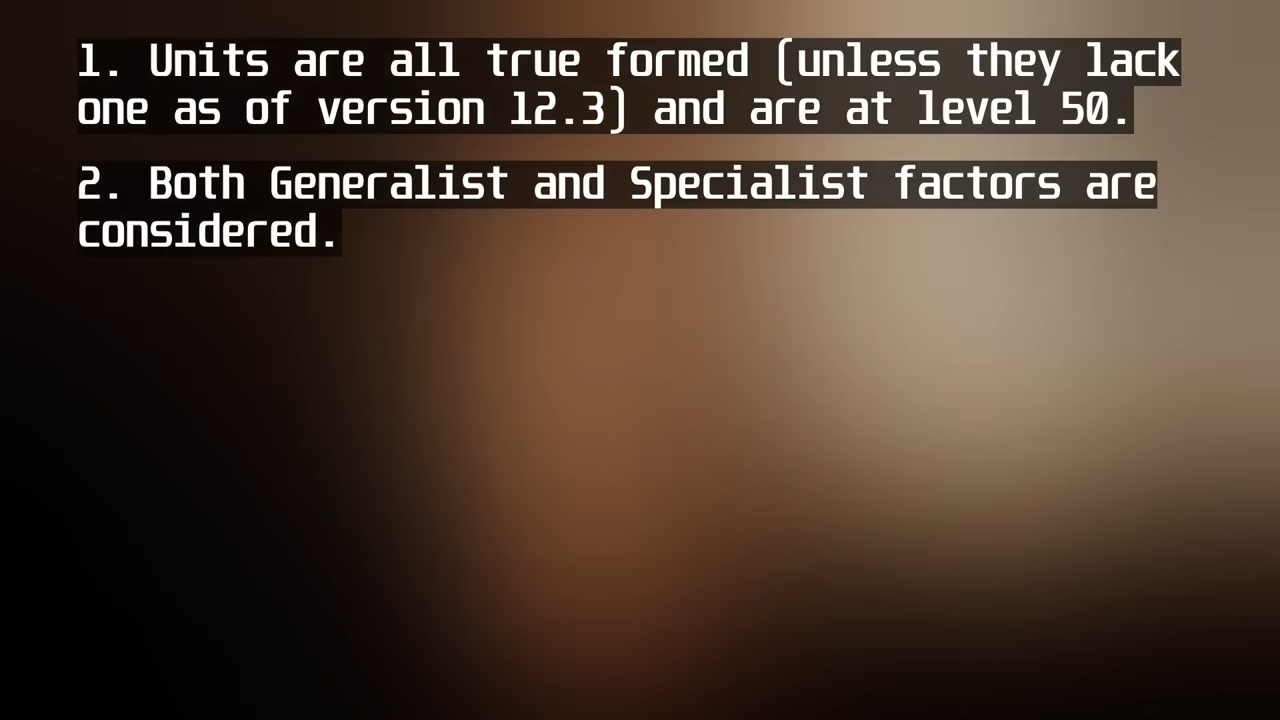 1. Units are all true formed (unless they lack
one as of version 12.3) and are at level 50.
2. Both Generalist and Specialist factors are
considered.